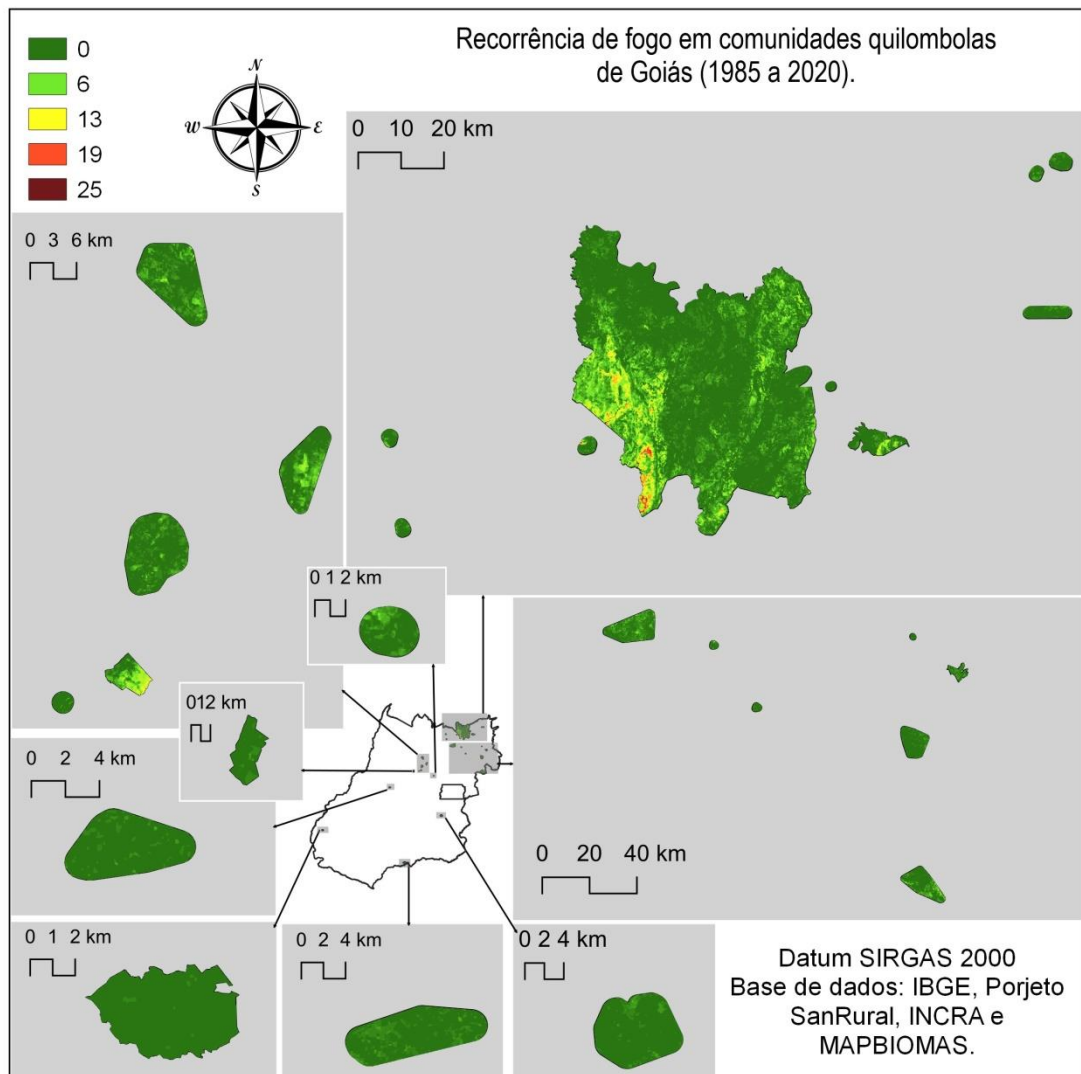 0
6
13
19
25
N
W
E
S
Recorrência de fogo em comunidades quilombolas
de Goiás (1985 a 2020).
0 10 20 km
0 3 6 km
0 1 2 km
012 km
0 2 4 km
0 20 40 km
0 1 2 km
0 2 4 km
0 2 4 km
Datum SIRGAS 2000
Base de dados: IBGE, Porjeto
SanRural, INCRA e
MAPBIOMAS.